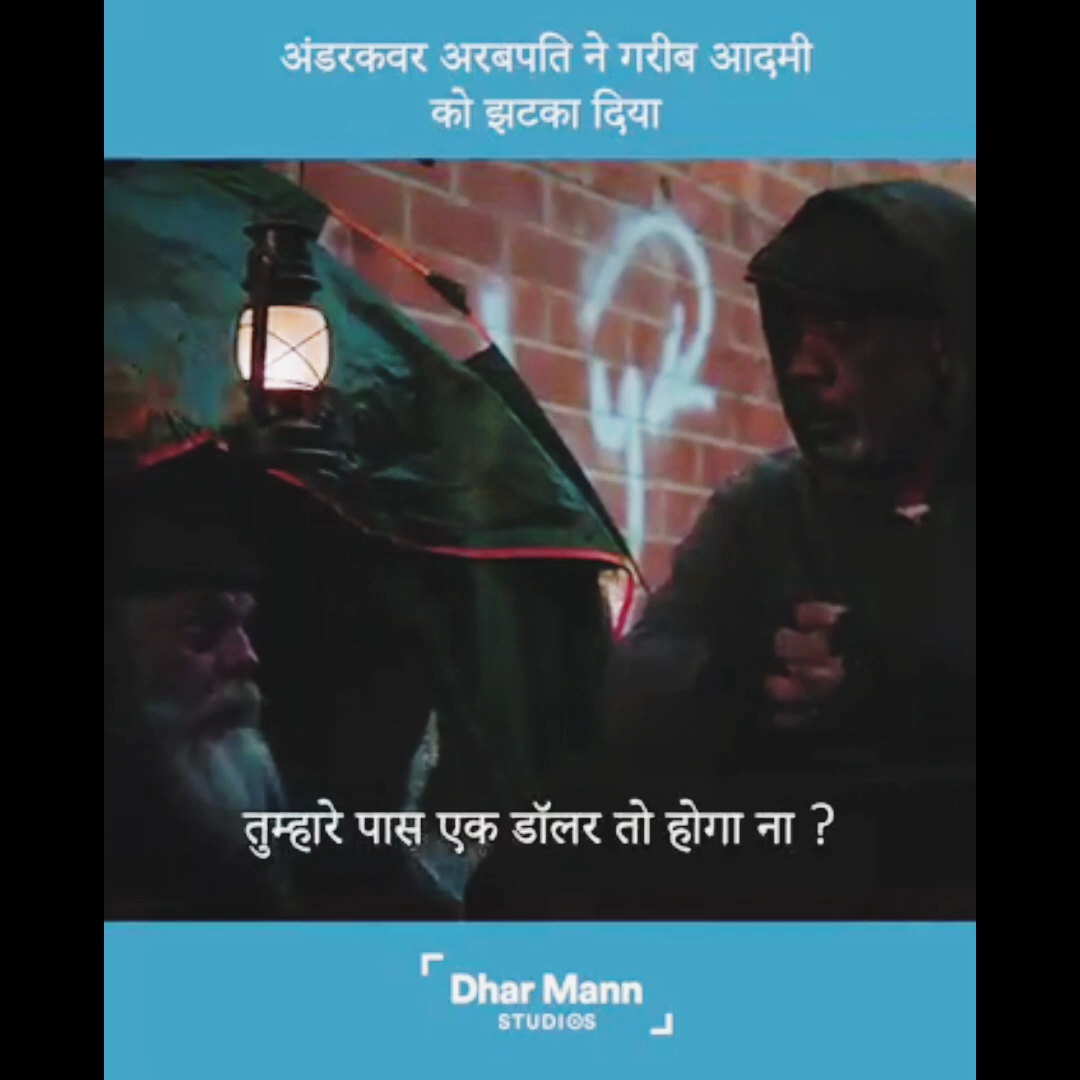 अंडरकवर अरबपति ने गरीब आदमी
को झटका दिया
तुम्हारे पास एक डॉलर तो होगा ना ?
Dhar Mann
STUDIOS